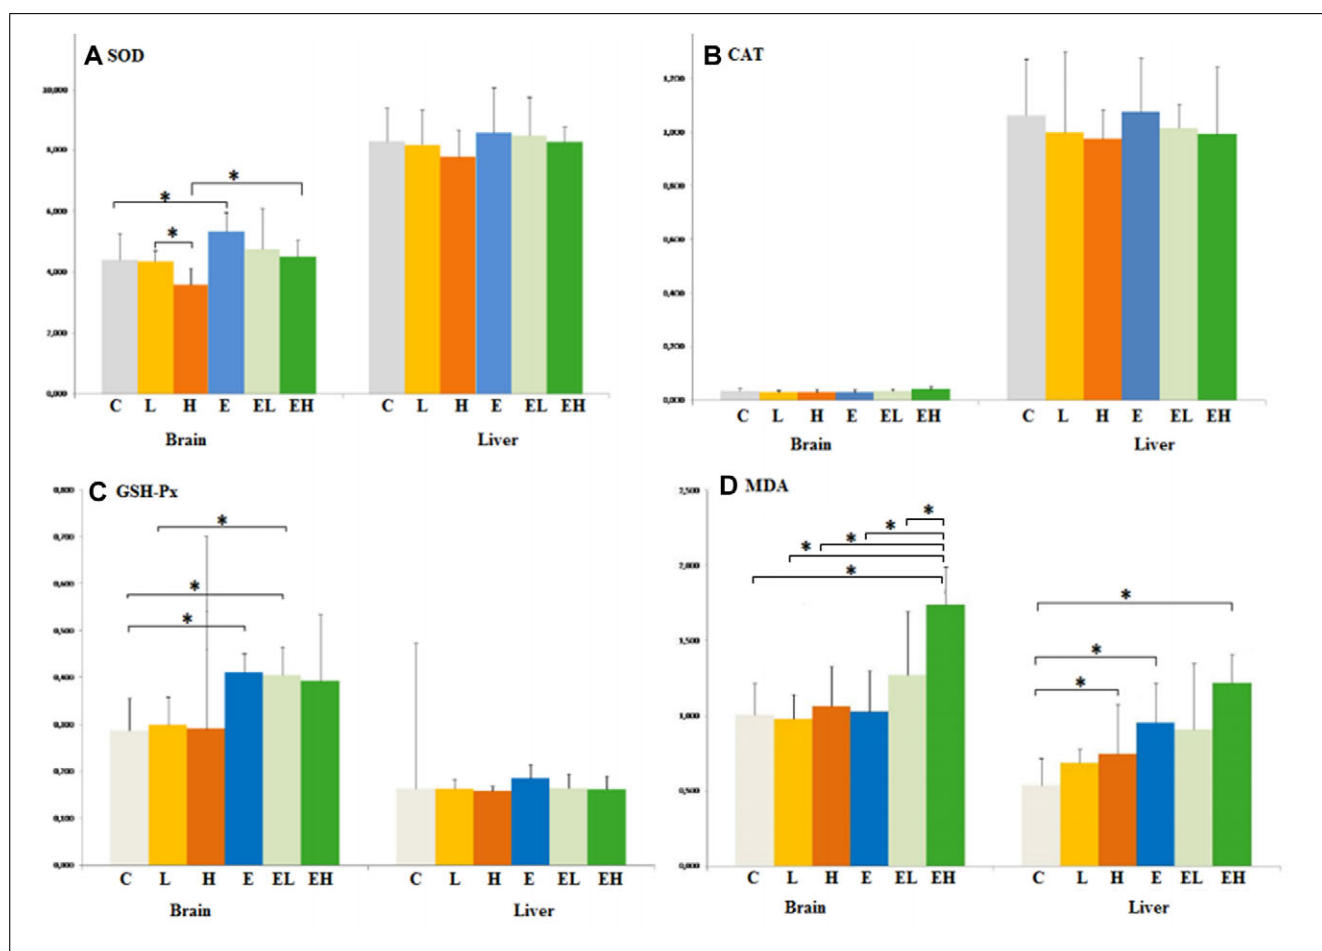 A SOD
10,000
8,000
6,000
4,000
2,000
0,000
* * *
C L H E EL EH C L H E EL EH
Brain Liver
B CAT
1,200
1,000
0,800
0,600
0,400
0,200
0,000
C L H E EL EH C L H E EL EH
Brain Liver
C GSH-Px
0,800
0,700
0,600
0,500
0,400
0,300
0,200
0,100
0,000
* * *
C L H E EL EH C L H E EL EH
Brain Liver
D MDA
2,500
2,000
1,500
1,000
0,500
0,000
* * * * * * * *
C L H E EL EH C L H E EL EH
Brain Liver